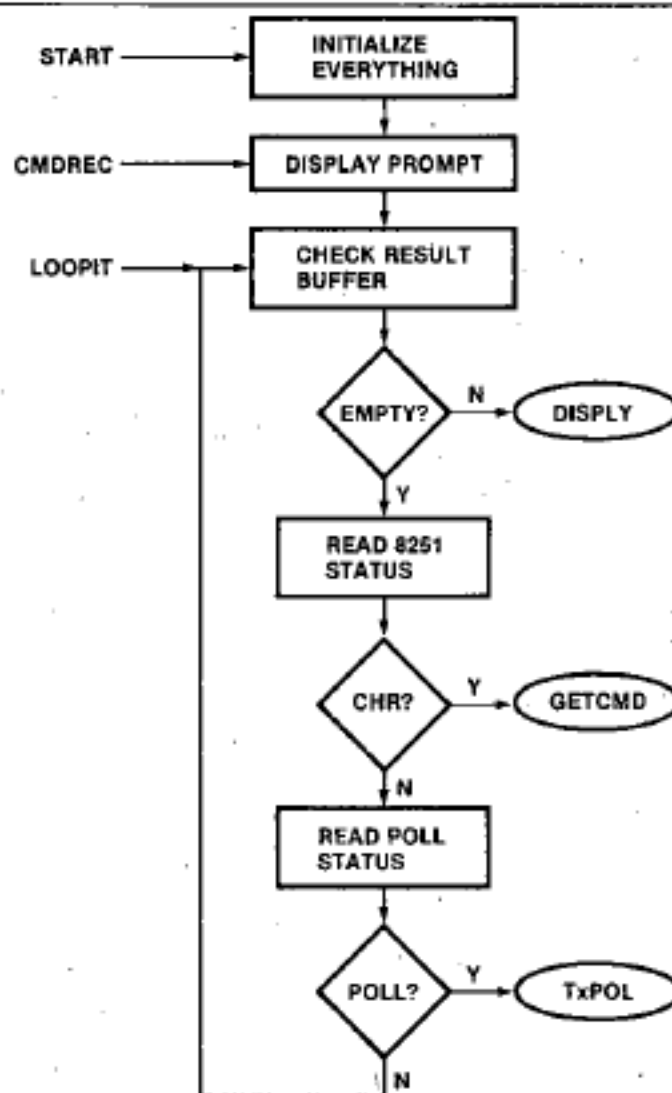 START
INITIALIZE
EVERYTHING
CMDREC
DISPLAY PROMPT
LOOPIT
CHECK RESULT
BUFFER
EMPTY?
N
DISPLY
Y
READ 8251
STATUS
CHR?
Y
GETCMD
N
READ POLL
STATUS
POLL?
Y
TxPOL
N